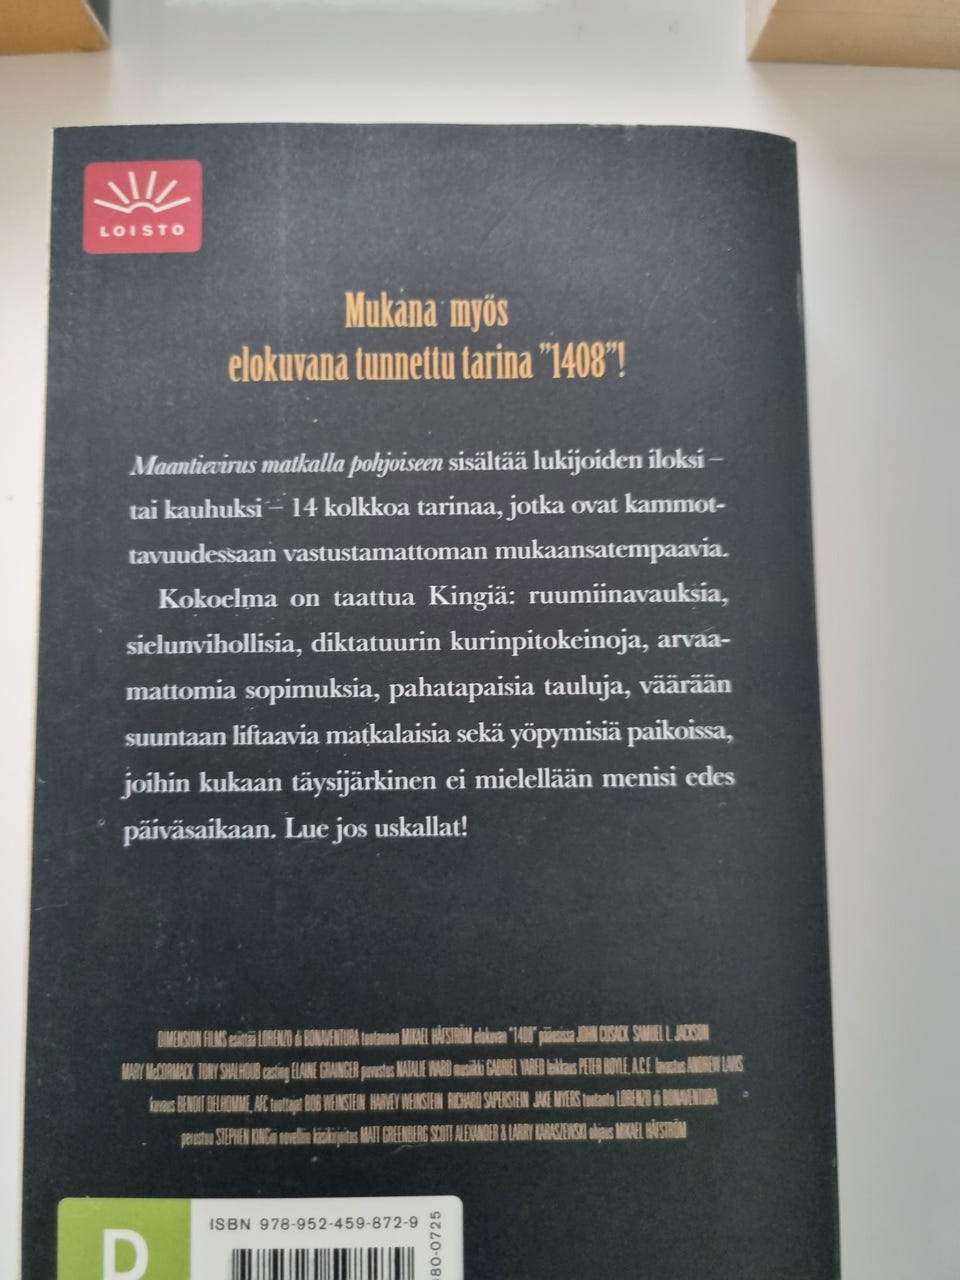 LOISTO
Mukana myös
elokuvana tunnettu tarina ”1408”!
Maantievirus matkalla pohjoiseen sisältää lukijoiden iloksi –
tai kauhuksi – 14 kolkkoa tarinaa, jotka ovat kammot-
tavuudessaan vastustamattoman mukaansatempaavia.
Kokoelma on taattua Kingiä: ruumiinavauksia,
sielunvihollisia, diktatuurin kurinpitokeinoja, arvaa-
mattomia sopimuksia, pahatapaisia tauluja, väärään
suuntaan liftaavia matkalaisia sekä yöpymisiä paikoissa,
joihin kukaan täysijärkinen ei mielellään menisi edes
päiväsaikaan. Lue jos uskallat!
DIMENSION FILMS esittää LORENZO di BONAVENTURA tuotannon MIKAEL HÅFSTRÖM elokuvan ”1408” pääosissa JOHN CUSACK SAMUEL L. JACKSON
MARY McCORMACK TONY SHALHOUB casting ELAINE GRAINGER puvustus NATALIE WARD musiikki GABRIEL YARED leikkaus PETER BOYLE, A.C.E. lavastus ANDREW LAWS
kuvaus BENOIT DELHOMME, AFC tuottajat BOB WEINSTEIN HARVEY WEINSTEIN RICHARD SAPERSTEIN JAKE MYERS tuotanto LORENZO di BONAVENTURA
perustuu STEPHEN KINGin novelliin käsikirjoitus MATT GREENBERG SCOTT ALEXANDER & LARRY KARASZEWSKI ohjaus MIKAEL HÅFSTRÖM
D
ISBN 978-952-459-872-9
80-0725